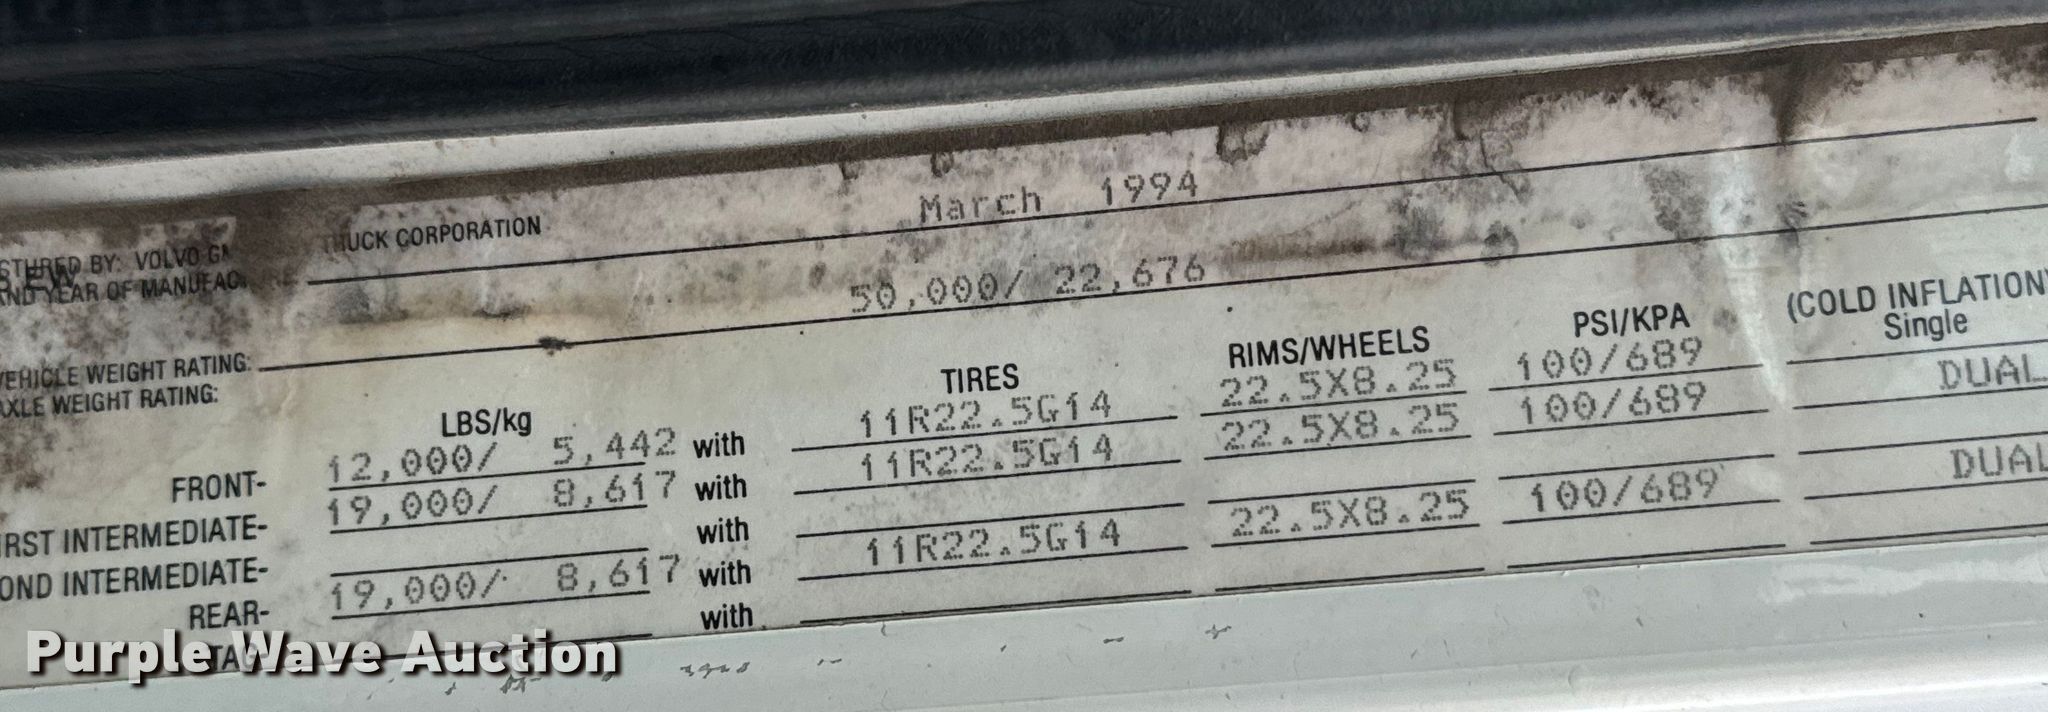 CTURED BY: VOLVO GM TRUCK CORPORATION
AND YEAR OF MANUFAC March 1994
VEHICLE WEIGHT RATING: 50,000/ 22,676
AXLE WEIGHT RATING:
LBS/kg TIRES RIMS/WHEELS PSI/KPA (COLD INFLATION)
FRONT- 12,000/ 5,442 with 11R22.5G14 22.5X8.25 100/689 Single
IRST INTERMEDIATE- 19,000/ 8,617 with 11R22.5G14 22.5X8.25 100/689 DUAL
OND INTERMEDIATE- with
REAR- 19,000/ 8,617 with 11R22.5G14 22.5X8.25 100/689 DUAL
TAG with
Purple Wave Auction